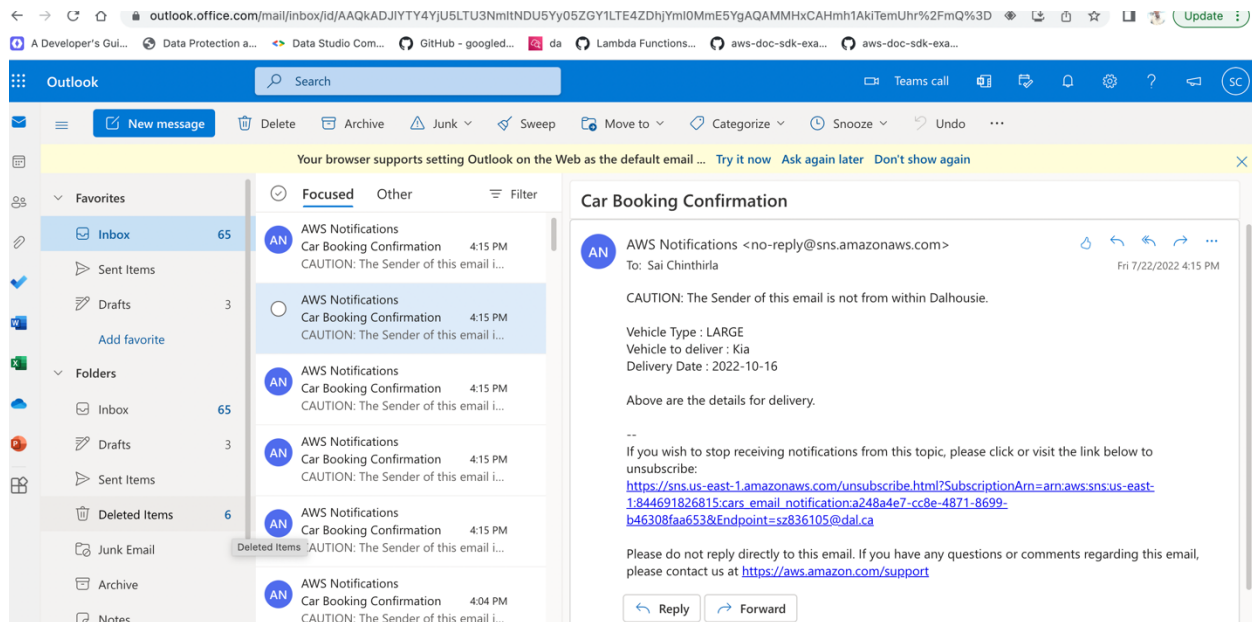 outlook.office.com/mail/inbox/id/AAQkADJIYTY4YjU5LTU3NmItNDU5Yy05ZGY1LTE4ZDhjYmI0MmE5YgAQAMMHxCAHmh1AkiTemUhr%2FmQ%3D
Update
A Developer's Gui...
Data Protection a...
Data Studio Com...
GitHub - googled...
da
Lambda Functions...
aws-doc-sdk-exa...
aws-doc-sdk-exa...
Outlook
Search
Teams call
SC
New message
Delete
Archive
Junk
Sweep
Move to
Categorize
Snooze
Undo
Your browser supports setting Outlook on the Web as the default email ... Try it now Ask again later Don't show again
Favorites
Inbox 65
Sent Items
Drafts 3
Add favorite
Folders
Inbox 65
Drafts 3
Sent Items
Deleted Items 6
Deleted Items
Junk Email
Archive
Notes
Focused Other Filter
AN
AWS Notifications
Car Booking Confirmation 4:15 PM
CAUTION: The Sender of this email i...
AWS Notifications
Car Booking Confirmation 4:15 PM
CAUTION: The Sender of this email i...
AN
AWS Notifications
Car Booking Confirmation 4:15 PM
CAUTION: The Sender of this email i...
AN
AWS Notifications
Car Booking Confirmation 4:15 PM
CAUTION: The Sender of this email i...
AN
AWS Notifications
Car Booking Confirmation 4:15 PM
CAUTION: The Sender of this email i...
AN
AWS Notifications
Car Booking Confirmation 4:04 PM
CAUTION: The Sender of this email i...
Car Booking Confirmation
AN
AWS Notifications <no-reply@sns.amazonaws.com>
To: Sai Chinthirla
Fri 7/22/2022 4:15 PM
CAUTION: The Sender of this email is not from within Dalhousie.
Vehicle Type : LARGE
Vehicle to deliver : Kia
Delivery Date : 2022-10-16
Above are the details for delivery.
--
If you wish to stop receiving notifications from this topic, please click or visit the link below to
unsubscribe:
https://sns.us-east-1.amazonaws.com/unsubscribe.html?SubscriptionArn=arn:aws:sns:us-east-
1:844691826815:cars_email_notification:a248a4e7-cc8e-4871-8699-
b46308faa653&Endpoint=sz836105@dal.ca
Please do not reply directly to this email. If you have any questions or comments regarding this email,
please contact us at https://aws.amazon.com/support
Reply
Forward